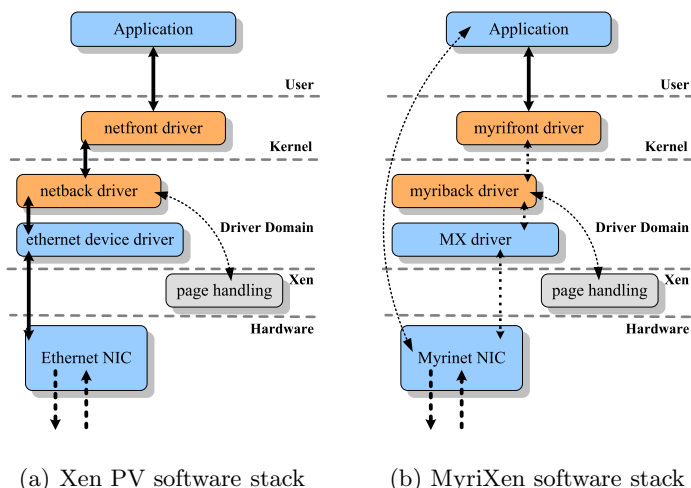 Application
User
netfront driver
Kernel
netback driver
Driver Domain
ethernet device driver
Xen
page handling
Hardware
Ethernet NIC
(a) Xen PV software stack
Application
User
myrifront driver
Kernel
myriback driver
Driver Domain
MX driver
Xen
page handling
Hardware
Myrinet NIC
(b) MyriXen software stack